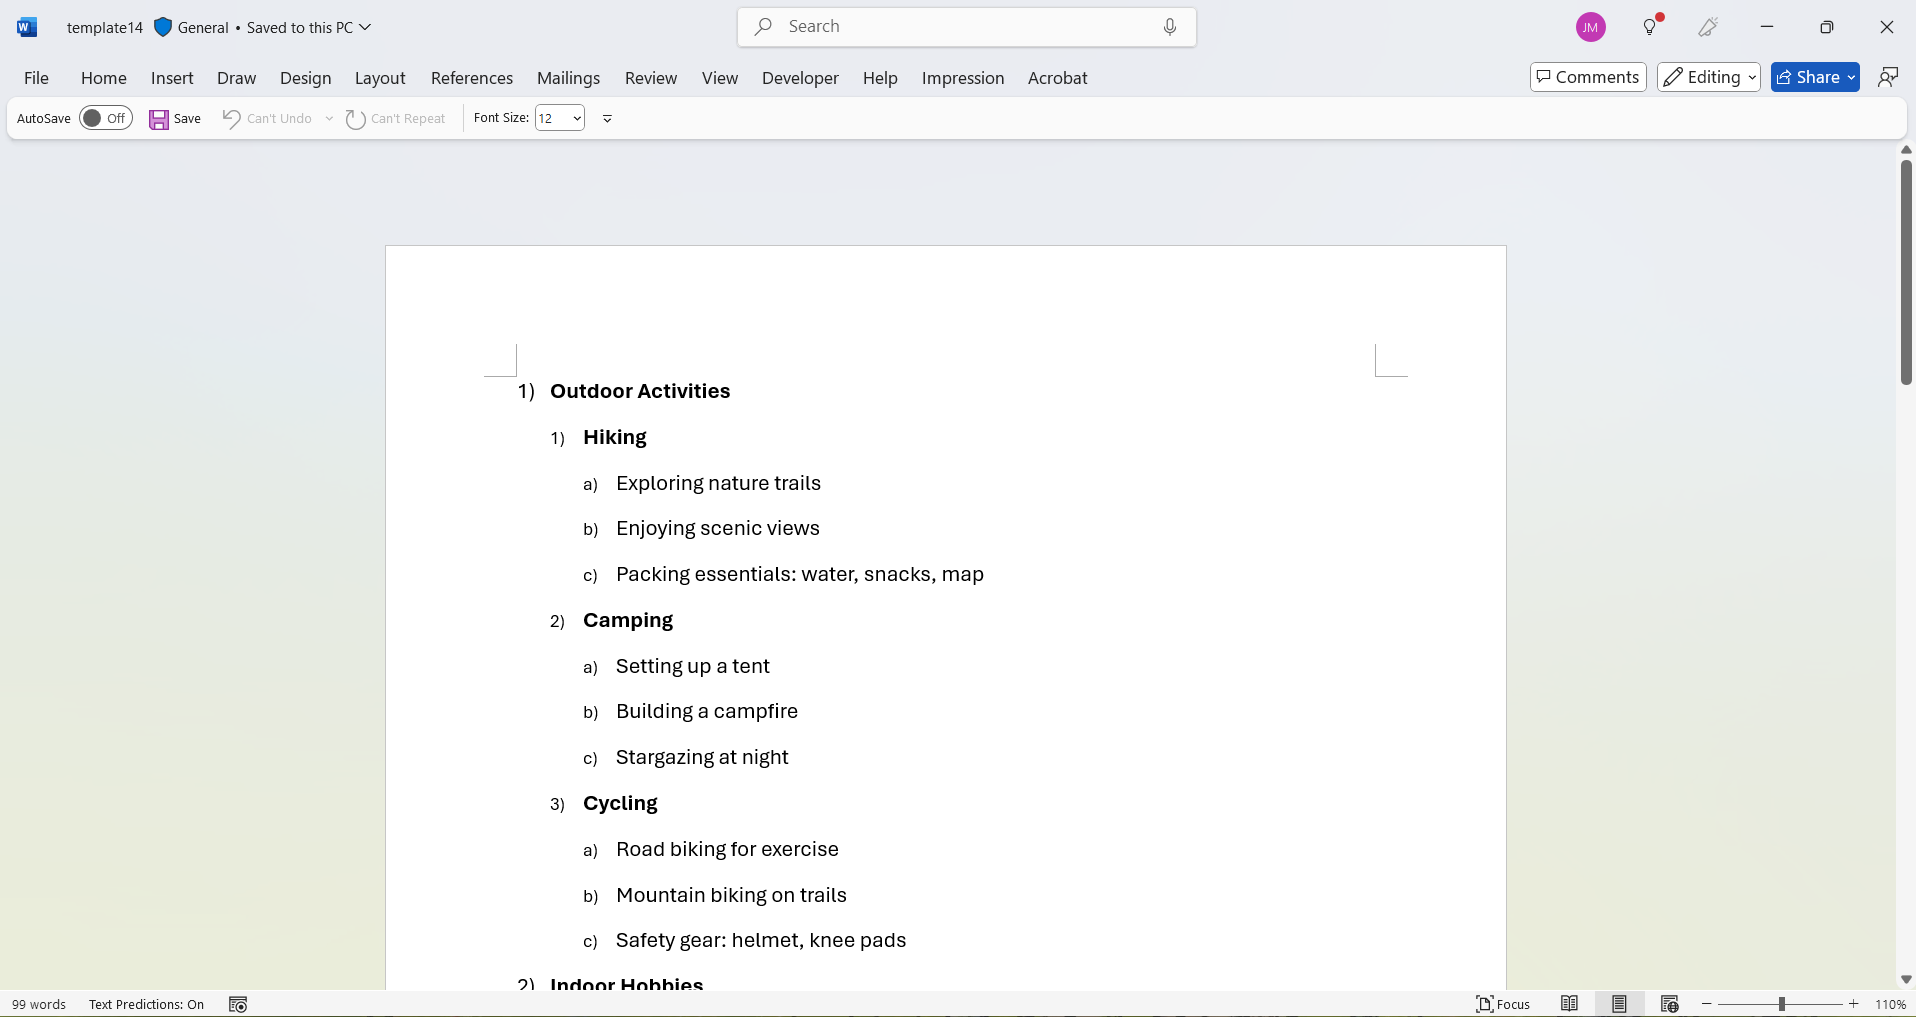 template14 General • Saved to this PC
Search
JM
File Home Insert Draw Design Layout References Mailings Review View Developer Help Impression Acrobat
Comments Editing Share
AutoSave Off Save Can't Undo Can't Repeat Font Size: 12
1) Outdoor Activities
1) Hiking
a) Exploring nature trails
b) Enjoying scenic views
c) Packing essentials: water, snacks, map
2) Camping
a) Setting up a tent
b) Building a campfire
c) Stargazing at night
3) Cycling
a) Road biking for exercise
b) Mountain biking on trails
c) Safety gear: helmet, knee pads
2) Indoor Hobbies
99 words Text Predictions: On Focus 110%